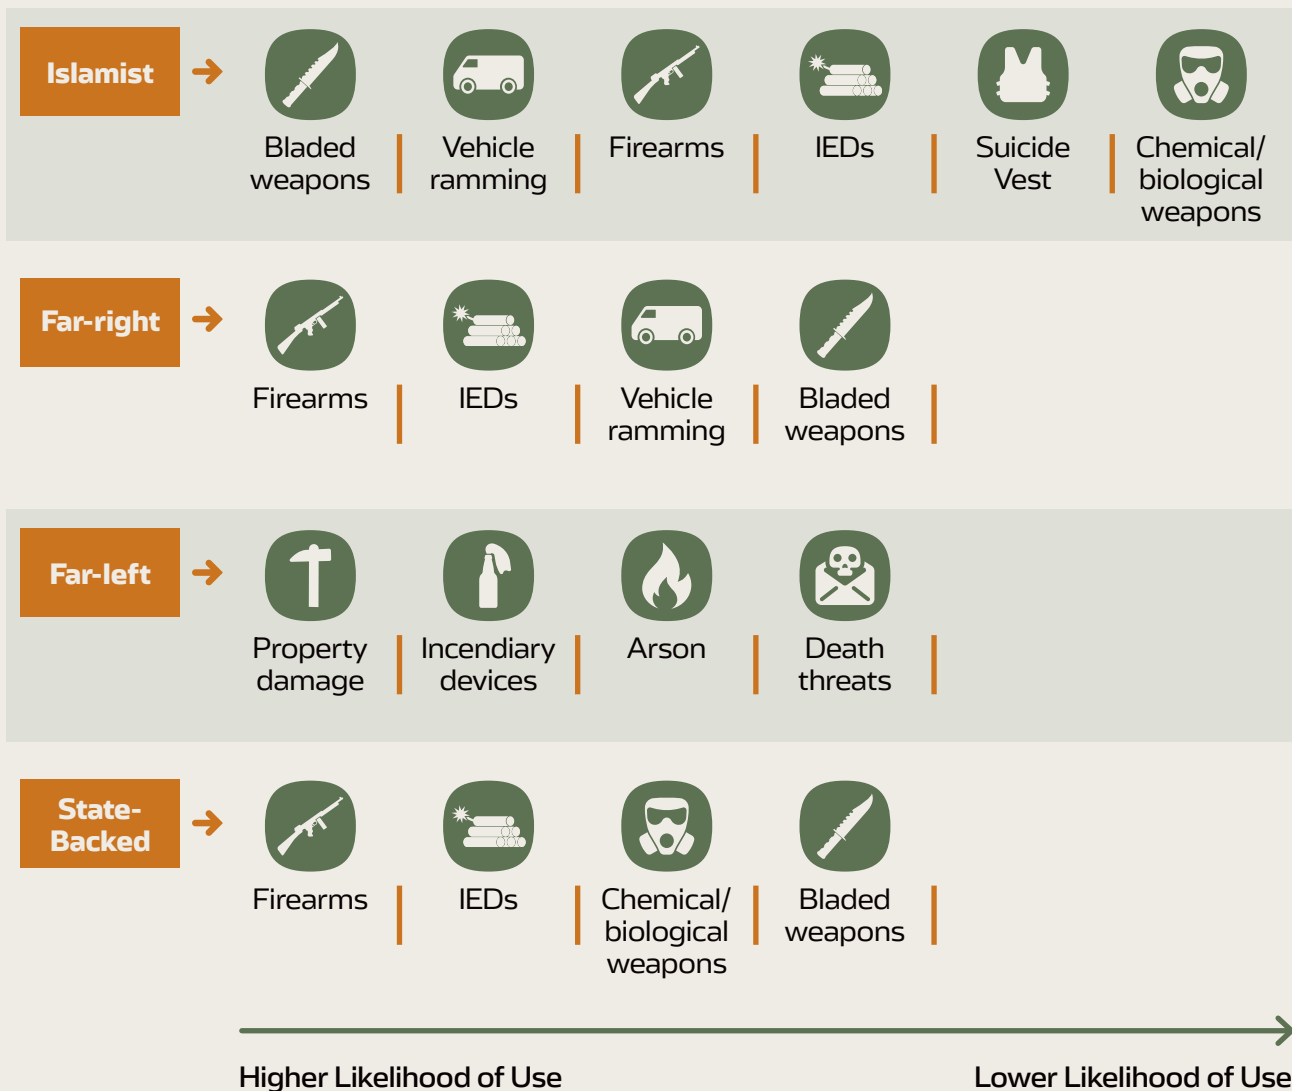 Islamist
Bladed
weapons
Vehicle
ramming
Firearms
IEDs
Suicide
Vest
Chemical/
biological
weapons
Far-right
Firearms
IEDs
Vehicle
ramming
Bladed
weapons
Far-left
Property
damage
Incendiary
devices
Arson
Death
threats
State-
Backed
Firearms
IEDs
Chemical/
biological
weapons
Bladed
weapons
Higher Likelihood of Use
Lower Likelihood of Use